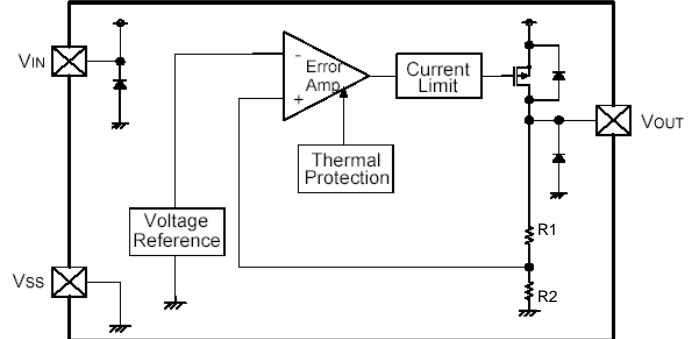 VIN
-
Error
Amp
+
Current
Limit
VOUT
Thermal
Protection
Voltage
Reference
R1
VSS
R2